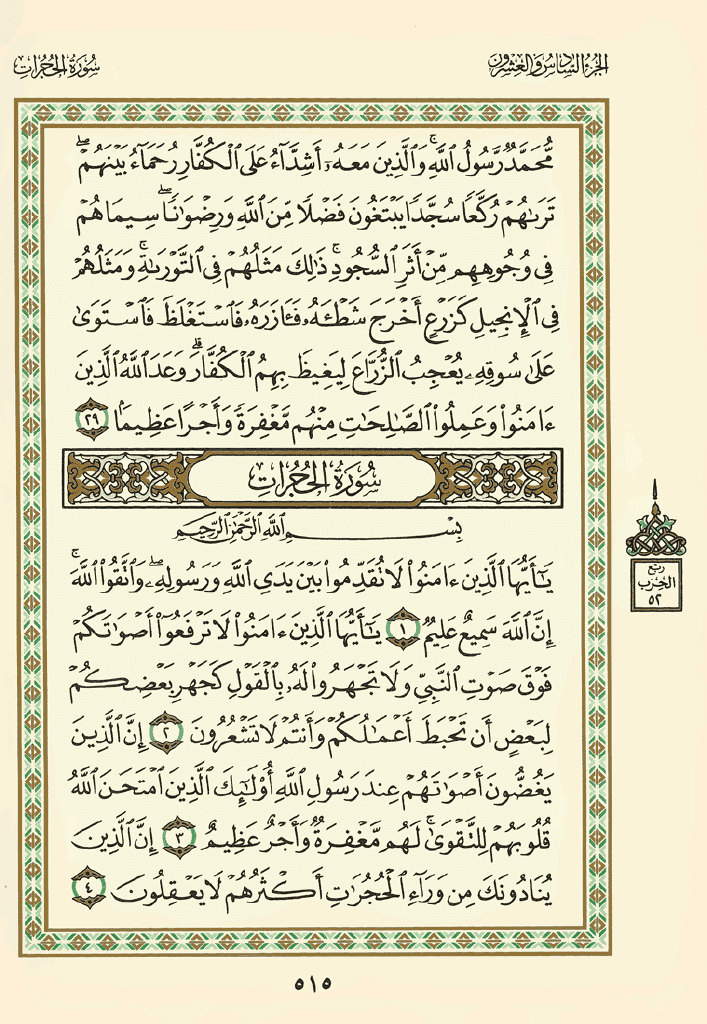 الجزء السادس والعشرون
سُورَةُ الحُجُرَاتِ
مُّحَمَّدٌ رَّسُولُ ٱللَّهِۚ وَٱلَّذِينَ مَعَهُۥٓ أَشِدَّآءُ عَلَى ٱلۡكُفَّارِ رُحَمَآءُ بَيۡنَهُمۡۖ
تَرَىٰهُمۡ رُكَّعٗا سُجَّدٗا يَبۡتَغُونَ فَضۡلٗا مِّنَ ٱللَّهِ وَرِضۡوَٰنٗاۖ سِيمَاهُمۡ
فِي وُجُوهِهِم مِّنۡ أَثَرِ ٱلسُّجُودِۚ ذَٰلِكَ مَثَلُهُمۡ فِي ٱلتَّوۡرَىٰةِۚ وَمَثَلُهُمۡ
فِي ٱلۡإِنجِيلِ كَزَرۡعٍ أَخۡرَجَ شَطۡـَٔهُۥ فَـَٔازَرَهُۥ فَٱسۡتَغۡلَظَ فَٱسۡتَوَىٰ
عَلَىٰ سُوقِهِۦ يُعۡجِبُ ٱلزُّرَّاعَ لِيَغِيظَ بِهِمُ ٱلۡكُفَّارَۗ وَعَدَ ٱللَّهُ ٱلَّذِينَ
ءَامَنُواْ وَعَمِلُواْ ٱلصَّٰلِحَٰتِ مِنۡهُم مَّغۡفِرَةٗ وَأَجۡرًا عَظِيمَۢا ٢٩
سُورَةُ الحُجُرَاتِ
بِسۡمِ ٱللَّهِ ٱلرَّحۡمَٰنِ ٱلرَّحِيمِ
يَٰٓأَيُّهَا ٱلَّذِينَ ءَامَنُواْ لَا تُقَدِّمُواْ بَيۡنَ يَدَيِ ٱللَّهِ وَرَسُولِهِۦۖ وَٱتَّقُواْ ٱللَّهَۚ
إِنَّ ٱللَّهَ سَمِيعٌ عَلِيمٞ ١ يَٰٓأَيُّهَا ٱلَّذِينَ ءَامَنُواْ لَا تَرۡفَعُوٓاْ أَصۡوَٰتَكُمۡ
فَوۡقَ صَوۡتِ ٱلنَّبِيِّ وَلَا تَجۡهَرُواْ لَهُۥ بِٱلۡقَوۡلِ كَجَهۡرِ بَعۡضِكُمۡ
لِبَعۡضٍ أَن تَحۡبَطَ أَعۡمَٰلُكُمۡ وَأَنتُمۡ لَا تَشۡعُرُونَ ٢ إِنَّ ٱلَّذِينَ
يَغُضُّونَ أَصۡوَٰتَهُمۡ عِندَ رَسُولِ ٱللَّهِ أُوْلَٰٓئِكَ ٱلَّذِينَ ٱمۡتَحَنَ ٱللَّهُ
قُلُوبَهُمۡ لِلتَّقۡوَىٰۚ لَهُم مَّغۡفِرَةٞ وَأَجۡرٌ عَظِيمٌ ٣ إِنَّ ٱلَّذِينَ
يُنَادُونَكَ مِن وَرَآءِ ٱلۡحُجُرَٰتِ أَكۡثَرُهُمۡ لَا يَعۡقِلُونَ ٤
ربع
الحزب
٥٢
٥١٥